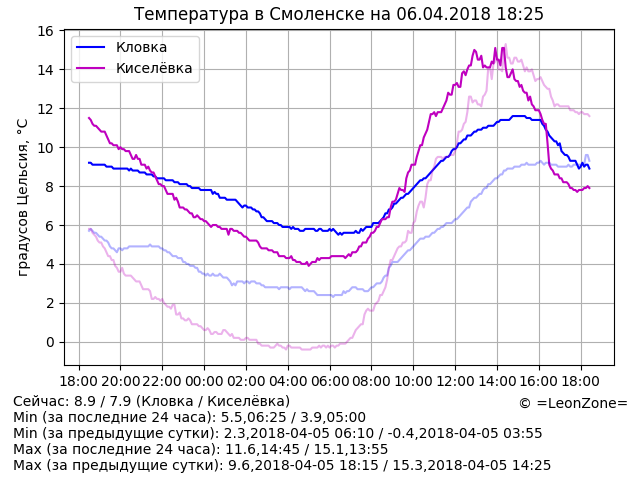 Температура в Смоленске на 06.04.2018 18:25
градусов Цельсия, °C
16
14
12
10
8
6
4
2
0
Кловка
Киселёвка
18:00 20:00 22:00 00:00 02:00 04:00 06:00 08:00 10:00 12:00 14:00 16:00 18:00
Сейчас: 8.9 / 7.9 (Кловка / Киселёвка)
© =LeonZone=
Min (за последние 24 часа): 5.5,06:25 / 3.9,05:00
Min (за предыдущие сутки): 2.3,2018-04-05 06:10 / -0.4,2018-04-05 03:55
Max (за последние 24 часа): 11.6,14:45 / 15.1,13:55
Max (за предыдущие сутки): 9.6,2018-04-05 18:15 / 15.3,2018-04-05 14:25